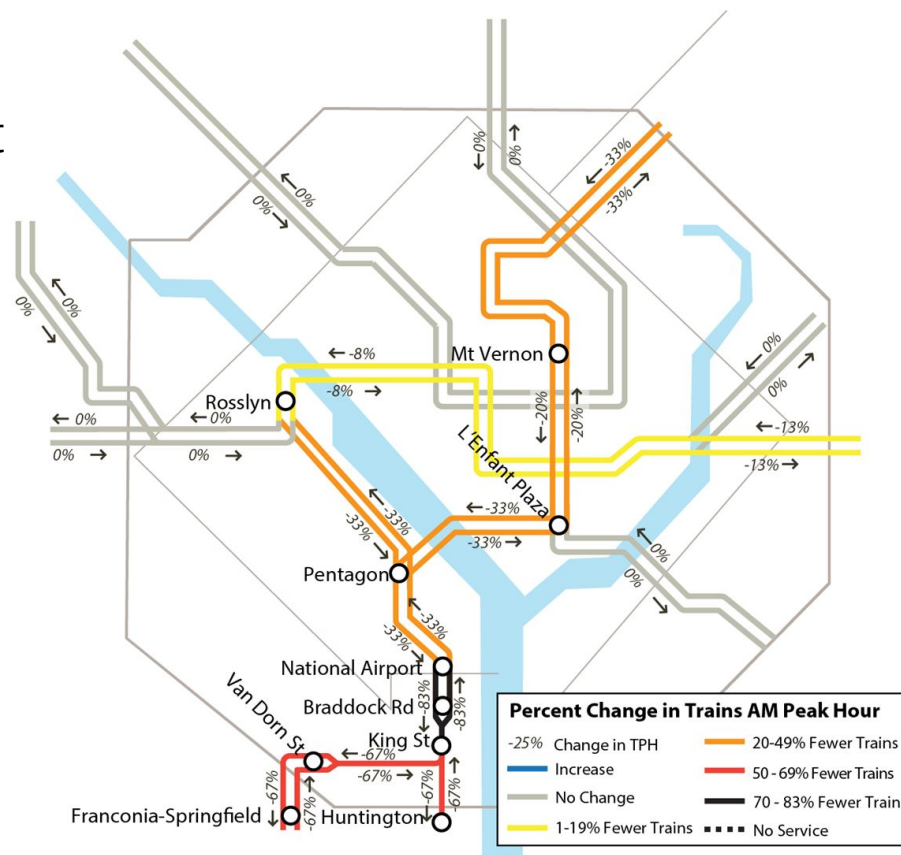 ←0%
0%→
←0%
0%→
←-33%
-33%→
←0%
0%→
Mt Vernon
←-8%
-8% →
Rosslyn
← 0%
←0%
0% →
0% →
←-20%
-20%→
L'Enfant Plaza
←0%
0% →
←-13%
-13%→
←-33%
-33%→
←-33%
-33%→
←0%
0% →
Pentagon
←-33%
-33%→
National Airport
←-83%
-83%→
Braddock Rd
King St
Van Dorn St
←-67%
-67% →
←-67%
-67%→
←-67%
-67%→
Franconia-Springfield
Huntington
Percent Change in Trains AM Peak Hour
-25% Change in TPH
Increase
No Change
1-19% Fewer Trains
20-49% Fewer Trains
50 - 69% Fewer Trains
70 - 83% Fewer Train
No Service